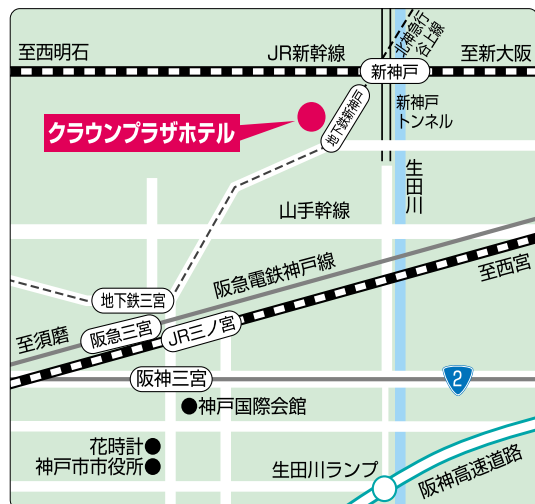 至西明石
JR新幹線
北神急行
谷上線
至新大阪
新神戸
地下鉄新神戸
新神戸
トンネル
クラウンプラザホテル
生田川
山手幹線
阪急電鉄神戸線
至西宮
地下鉄三宮
至須磨
阪急三宮
JR三ノ宮
阪神三宮
2
神戸国際会館
花時計
神戸市市役所
生田川ランプ
阪神高速道路